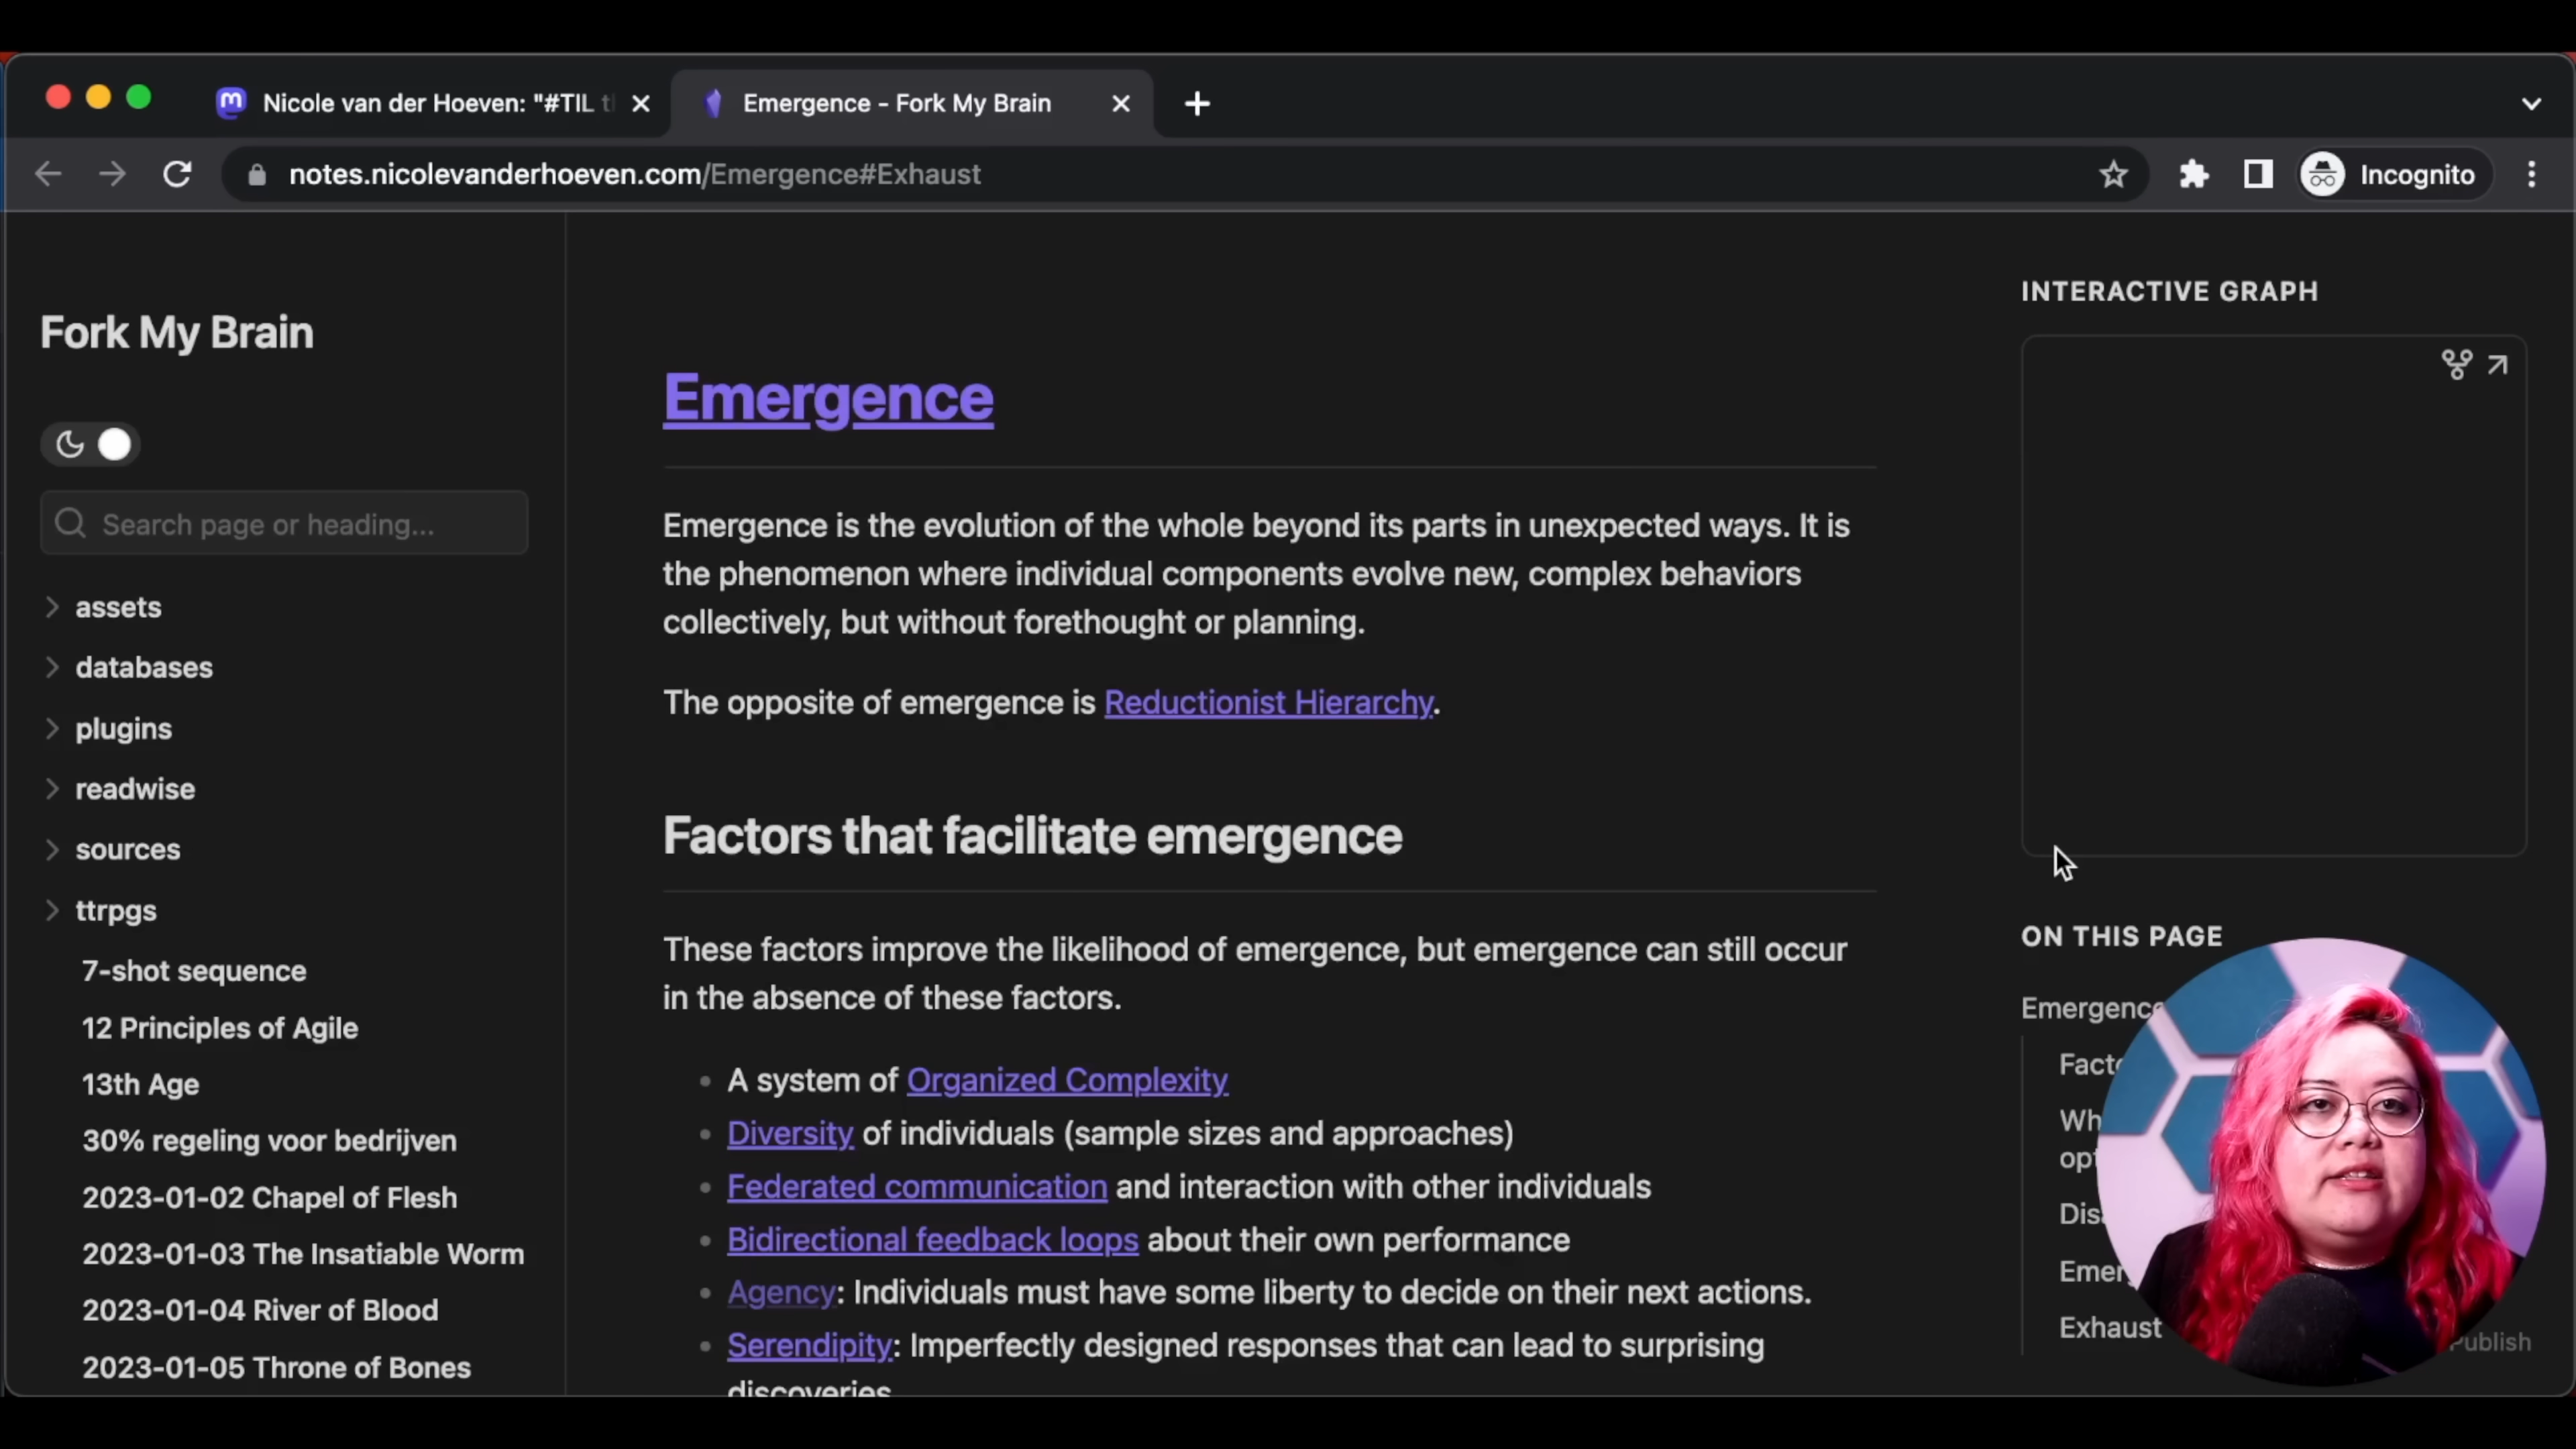 Nicole van der Hoeven: "#TIL
Emergence - Fork My Brain
notes.nicolevanderhoeven.com/Emergence#Exhaust
Incognito
Fork My Brain
Search page or heading...
assets
databases
plugins
readwise
sources
ttrpgs
7-shot sequence
12 Principles of Agile
13th Age
30% regeling voor bedrijven
2023-01-02 Chapel of Flesh
2023-01-03 The Insatiable Worm
2023-01-04 River of Blood
2023-01-05 Throne of Bones
Emergence
Emergence is the evolution of the whole beyond its parts in unexpected ways. It is
the phenomenon where individual components evolve new, complex behaviors
collectively, but without forethought or planning.
The opposite of emergence is Reductionist Hierarchy.
Factors that facilitate emergence
These factors improve the likelihood of emergence, but emergence can still occur
in the absence of these factors.
A system of Organized Complexity
Diversity of individuals (sample sizes and approaches)
Federated communication and interaction with other individuals
Bidirectional feedback loops about their own performance
Agency: Individuals must have some liberty to decide on their next actions.
Serendipity: Imperfectly designed responses that can lead to surprising
discoveries
INTERACTIVE GRAPH
ON THIS PAGE
Emergence
Exhaust
Publish